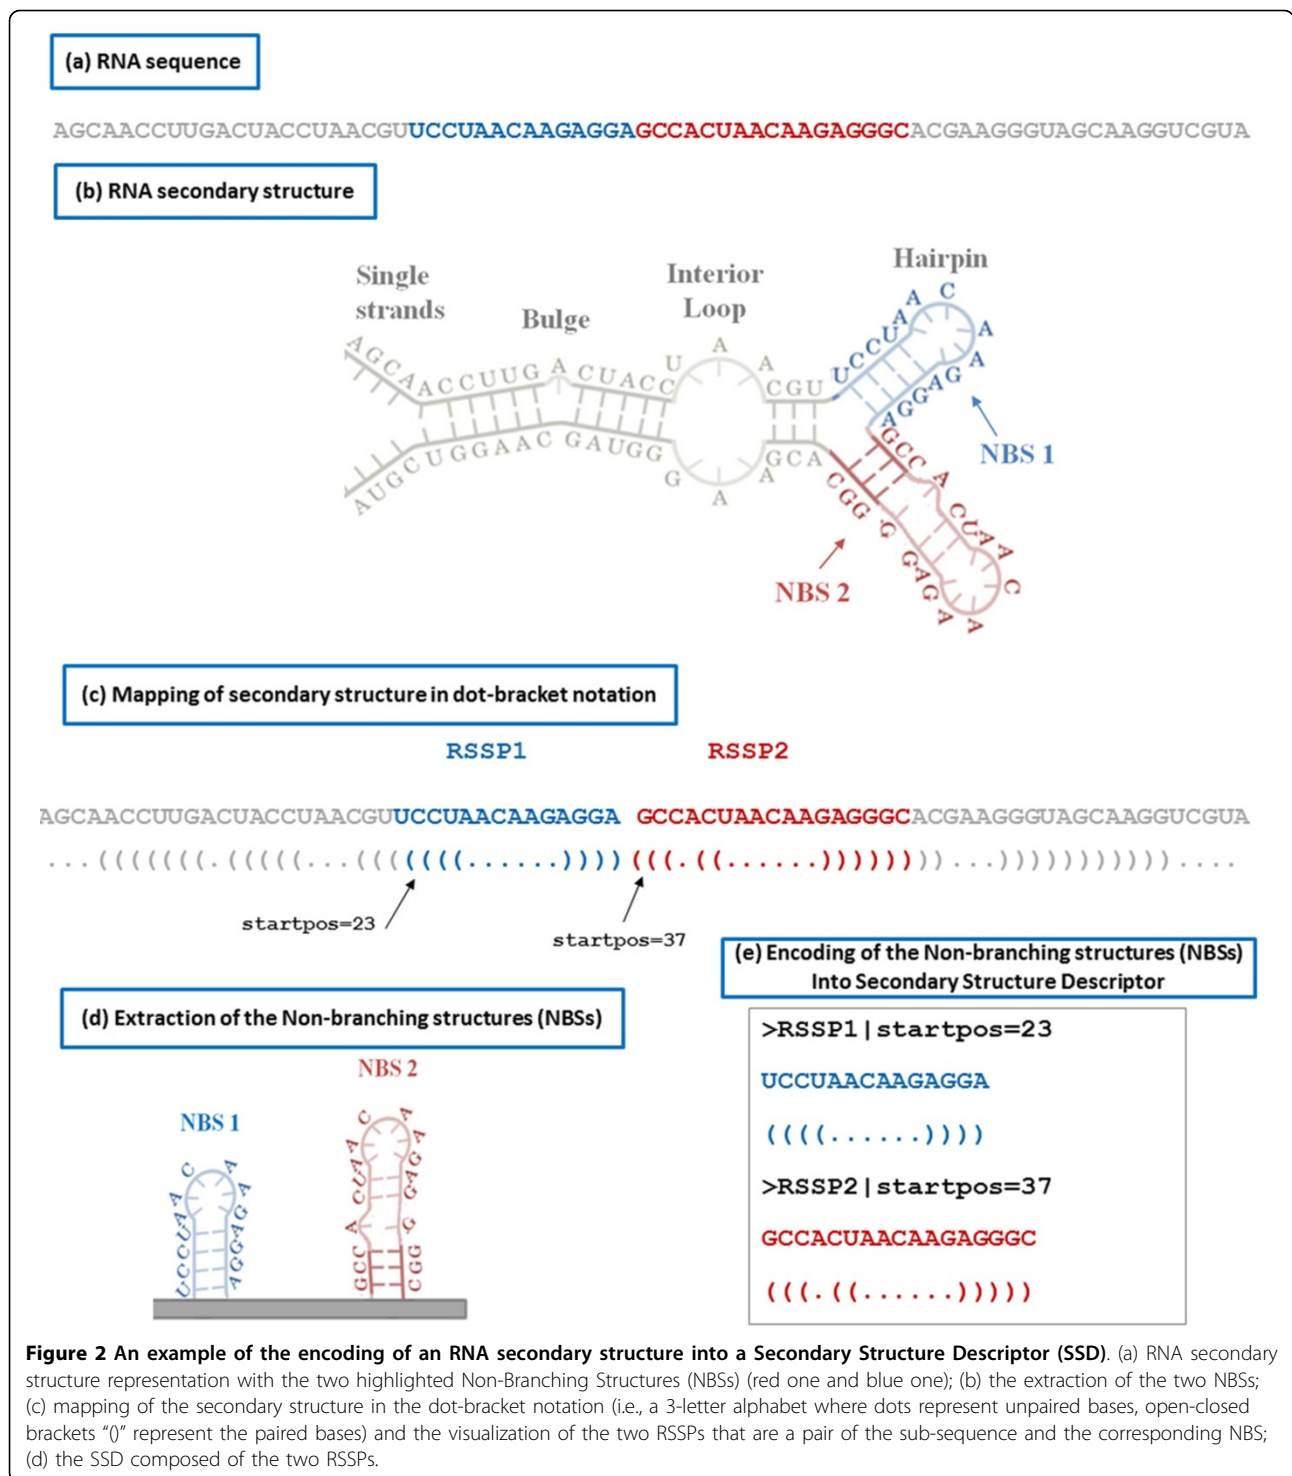 (a) RNA sequence
AGCAACCUUGACUACCUAACGUUCCUAACAAGAGGAGCCACUAACAAGAGGGCACGAAGGGUAGCAAGGUCGUA
(b) RNA secondary structure
Single
strands
Bulge
Interior
Loop
Hairpin
AGCAACCUUGACUACCUAACGU
UCCUAACAAGAGGA
NBS 1
GCCACUAACAAGAGGGC
NBS 2
AUGCUGGAACGAUGGGAAGCA
(c) Mapping of secondary structure in dot-bracket notation
RSSP1 RSSP2
AGCAACCUUGACUACCUAACGUUCCUAACAAGAGGA GCCACUAACAAGAGGGCACGAAGGGUAGCAAGGUCGUA
...(((((((.(((((...(((((((......))))(((.((......))))))))...))))))))))))....
startpos=23
startpos=37
(d) Extraction of the Non-branching structures (NBSs)
NBS 1
UCCUAACAAGAGGA
NBS 2
GCCACUAACAAGAGGGC
(e) Encoding of the Non-branching structures (NBSs)
Into Secondary Structure Descriptor
>RSSP1|startpos=23
UCCUAACAAGAGGA
((((......))))
>RSSP2|startpos=37
GCCACUAACAAGAGGGC
(((.((......)))))
Figure 2 An example of the encoding of an RNA secondary structure into a Secondary Structure Descriptor (SSD). (a) RNA secondary
structure representation with the two highlighted Non-Branching Structures (NBSs) (red one and blue one); (b) the extraction of the two NBSs;
(c) mapping of the secondary structure in the dot-bracket notation (i.e., a 3-letter alphabet where dots represent unpaired bases, open-closed
brackets "()" represent the paired bases) and the visualization of the two RSSPs that are a pair of the sub-sequence and the corresponding NBS;
(d) the SSD composed of the two RSSPs.